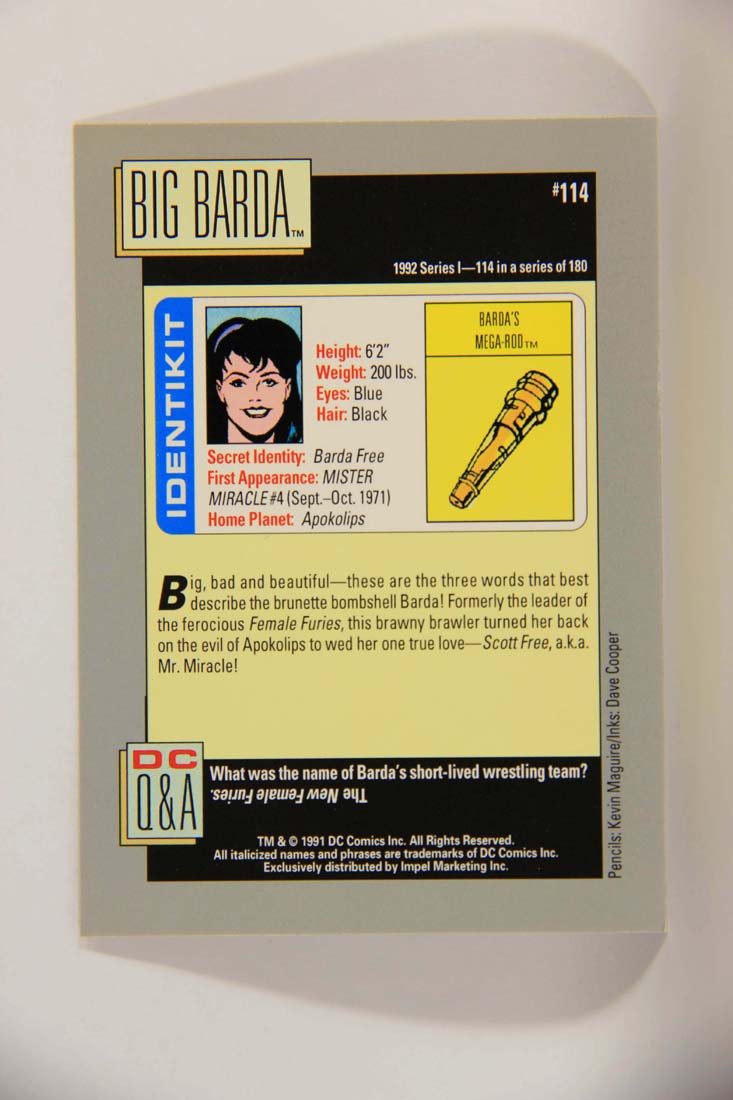 BIG BARDA™
#114
1992 Series I—114 in a series of 180
IDENTIKIT
Height: 6'2"
Weight: 200 lbs.
Eyes: Blue
Hair: Black
Secret Identity: Barda Free
First Appearance: MISTER
MIRACLE #4 (Sept.–Oct. 1971)
Home Planet: Apokolips
BARDA'S
MEGA-ROD™
Big, bad and beautiful—these are the three words that best
describe the brunette bombshell Barda! Formerly the leader of
the ferocious Female Furies, this brawny brawler turned her back
on the evil of Apokolips to wed her one true love—Scott Free, a.k.a.
Mr. Miracle!
Pencils: Kevin Maguire/Inks: Dave Cooper
DC
Q&A
What was the name of Barda's short-lived wrestling team?
The New Female Furies.
TM & © 1991 DC Comics Inc. All Rights Reserved.
All italicized names and phrases are trademarks of DC Comics Inc.
Exclusively distributed by Impel Marketing Inc.